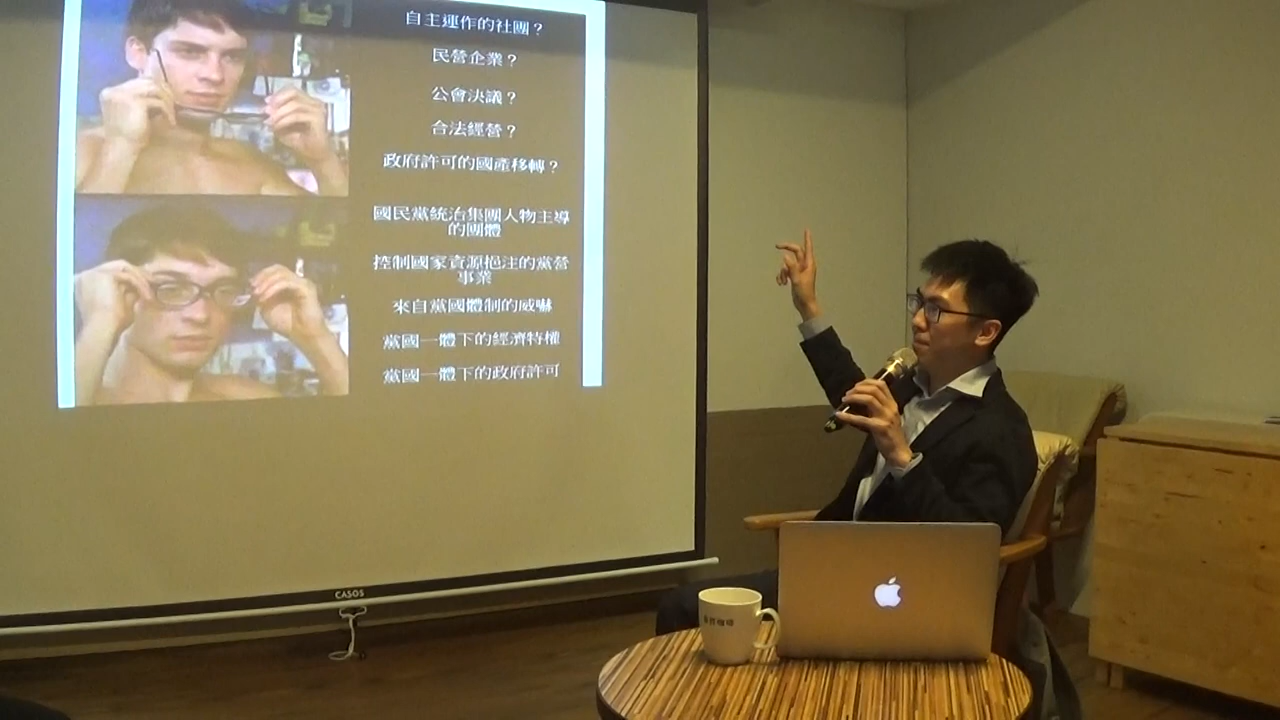 自主運作的社團？
民營企業？
公會決議？
合法經營？
政府許可的國產移轉？
國民黨統治集團人物主導
的團體
控制國家資源挹注的黨營
事業
來自黨國體制的威嚇
黨國一體下的經濟特權
黨國一體下的政府許可
CASOS